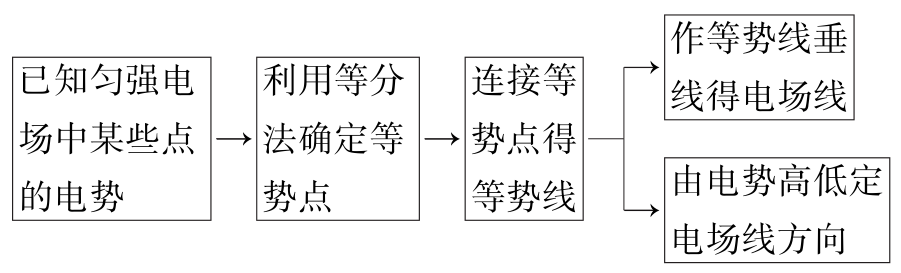 已知匀强电
场中某些点
的电势
利用等分
法确定等
势点
连接等
势点得
等势线
作等势线垂
线得电场线
由电势高低定
电场线方向